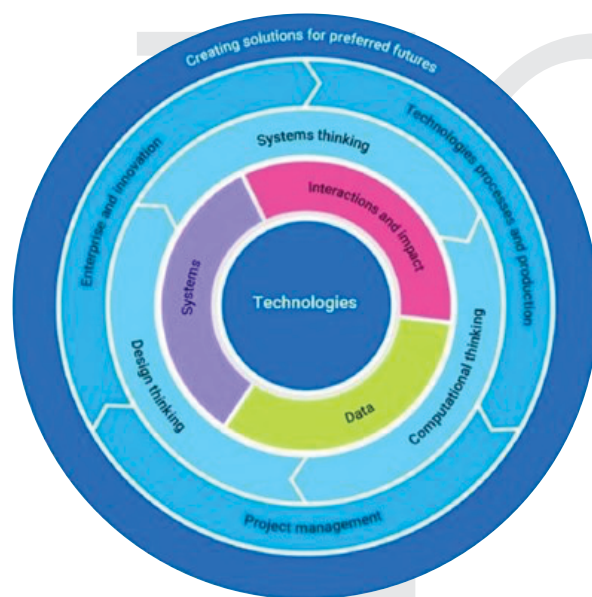 Creating solutions for preferred futures
Enterprise and innovation
Technologies processes and production
Systems thinking
Interactions and impact
Systems
Technologies
Design thinking
Computational thinking
Data
Project management